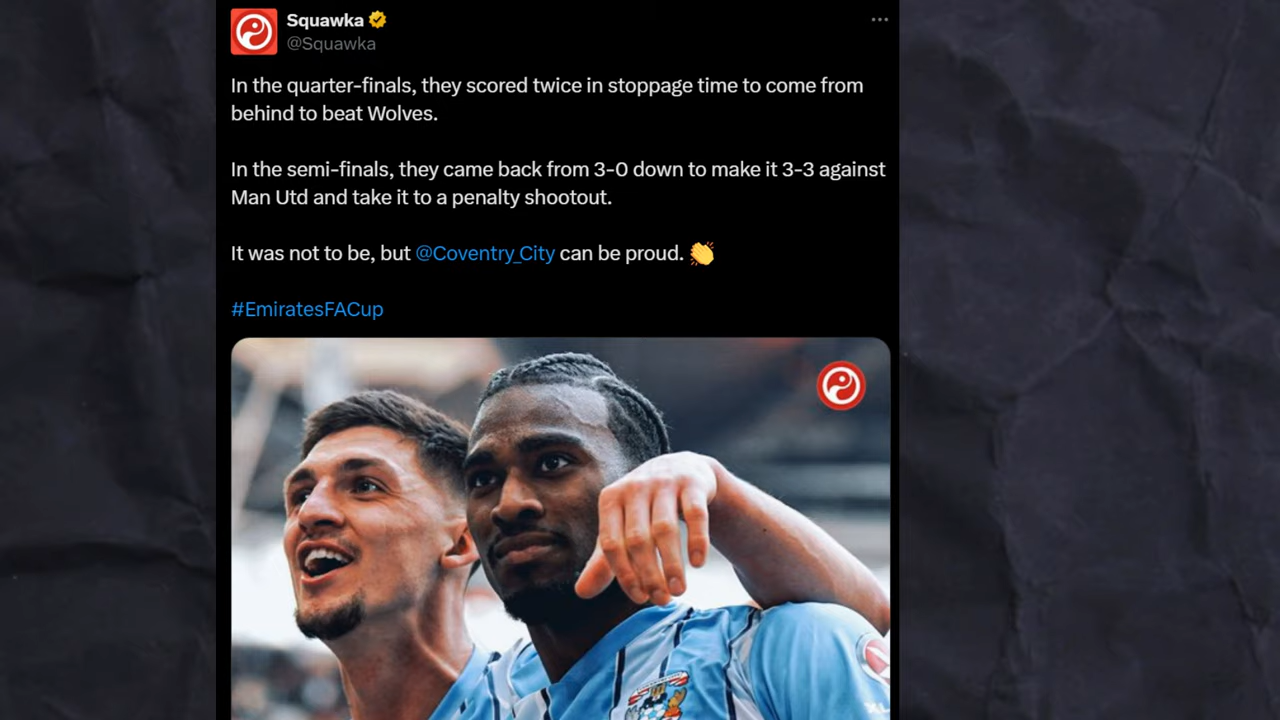 Squawka
@Squawka
In the quarter-finals, they scored twice in stoppage time to come from
behind to beat Wolves.
In the semi-finals, they came back from 3-0 down to make it 3-3 against
Man Utd and take it to a penalty shootout.
It was not to be, but @Coventry_City can be proud. 👏
#EmiratesFACup